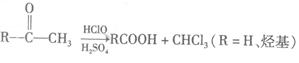 O
R—C—CH₃ HClO/H₂SO₄→ RCOOH + CHCl₃(R = H、烃基)